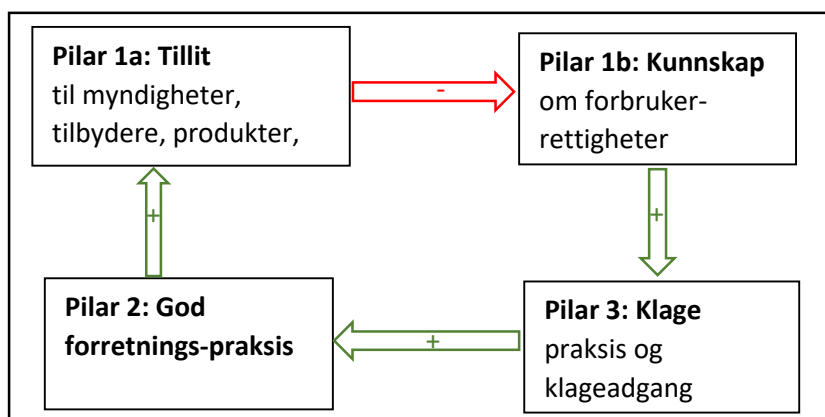 Pilar 1a: Tillit
til myndigheter,
tilbydere, produkter,
-
Pilar 1b: Kunnskap
om forbruker-
rettigheter
+
+
Pilar 2: God
forretnings-praksis
+
Pilar 3: Klage
praksis og
klageadgang